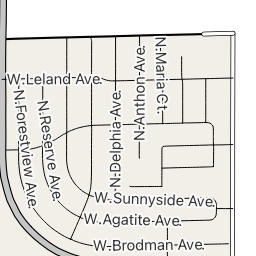 W. Leland Ave.
N. Forestview Ave.
N. Reserve Ave.
N. Delphia Ave.
N. Anthon Ave.
N. Maria Ct.
W. Sunnyside Ave.
W. Agatite Ave.
W. Brodman Ave.